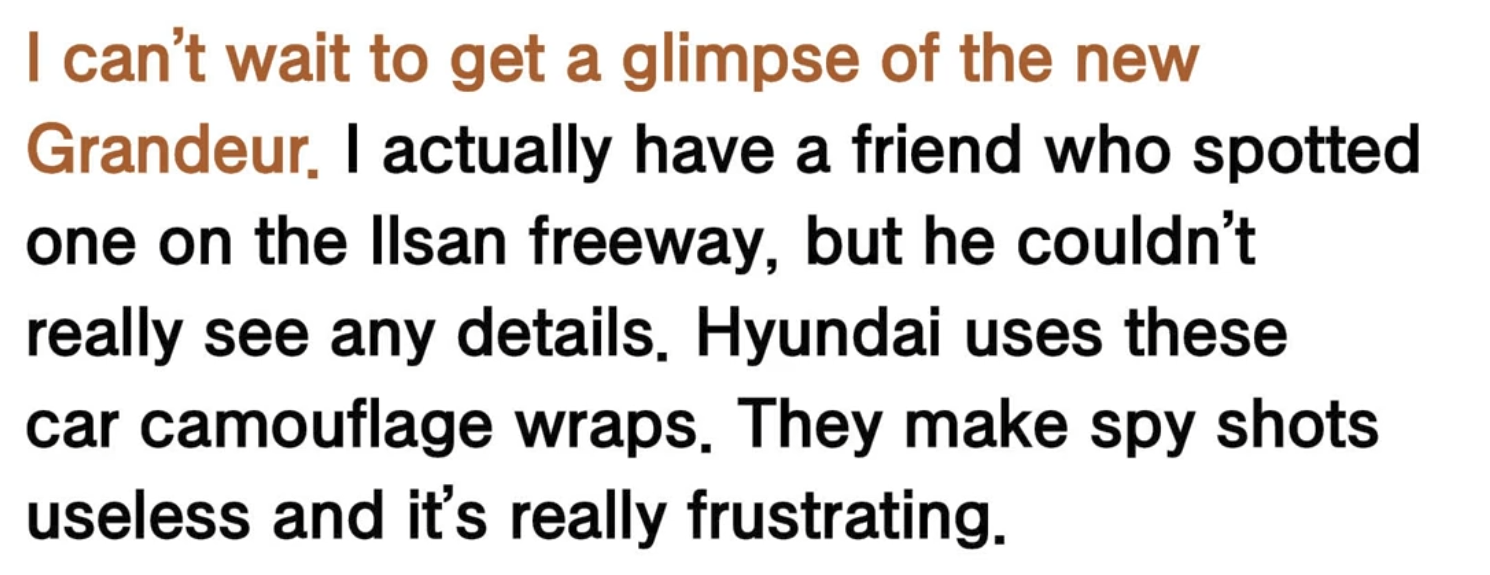 I can’t wait to get a glimpse of the new
Grandeur. I actually have a friend who spotted
one on the Ilsan freeway, but he couldn’t
really see any details. Hyundai uses these
car camouflage wraps. They make spy shots
useless and it’s really frustrating.